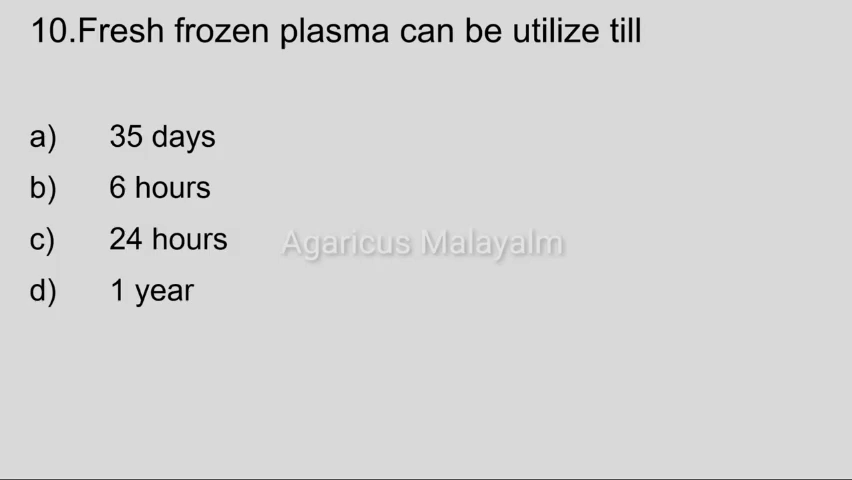 10.Fresh frozen plasma can be utilize till
a) 35 days
b) 6 hours
c) 24 hours
Agaricus Malayalm
d) 1 year